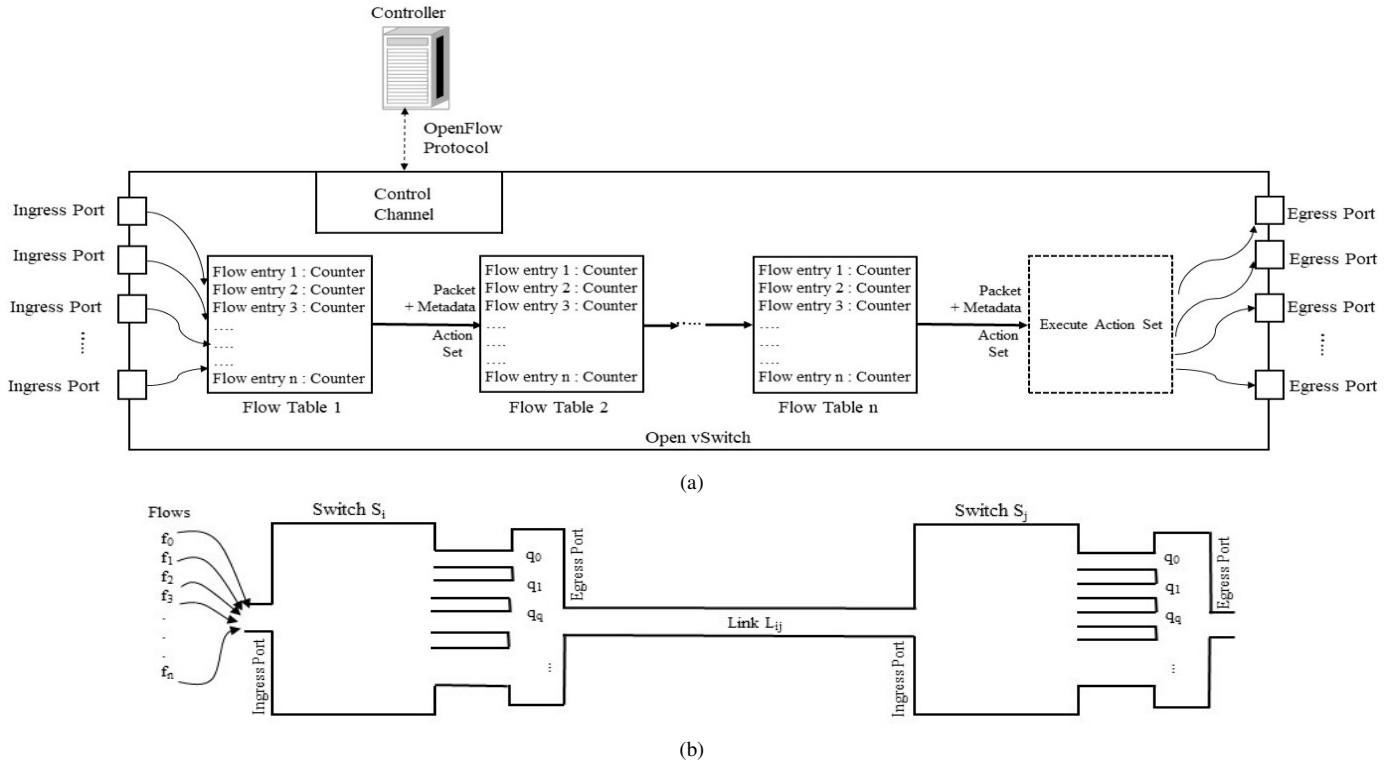 Controller
OpenFlow
Protocol
Control
Channel
Ingress Port
Ingress Port
Ingress Port
.....
Ingress Port
Flow entry 1 : Counter
Flow entry 2 : Counter
Flow entry 3 : Counter
....
....
....
Flow entry n : Counter
Flow Table 1
Packet
+ Metadata
Action
Set
Flow entry 1 : Counter
Flow entry 2 : Counter
Flow entry 3 : Counter
....
....
....
Flow entry n : Counter
Flow Table 2
.....
Flow entry 1 : Counter
Flow entry 2 : Counter
Flow entry 3 : Counter
....
....
....
Flow entry n : Counter
Flow Table n
Packet
+ Metadata
Action
Set
Execute Action Set
Egress Port
Egress Port
Egress Port
.....
Egress Port
Open vSwitch
(a)
Flows
f0
f1
f2
f3
.
.
.
fn
Ingress Port
Switch Si
q0
q1
qq
...
Egress Port
Link Lij
Ingress Port
Switch Sj
q0
q1
qq
...
Egress Port
(b)